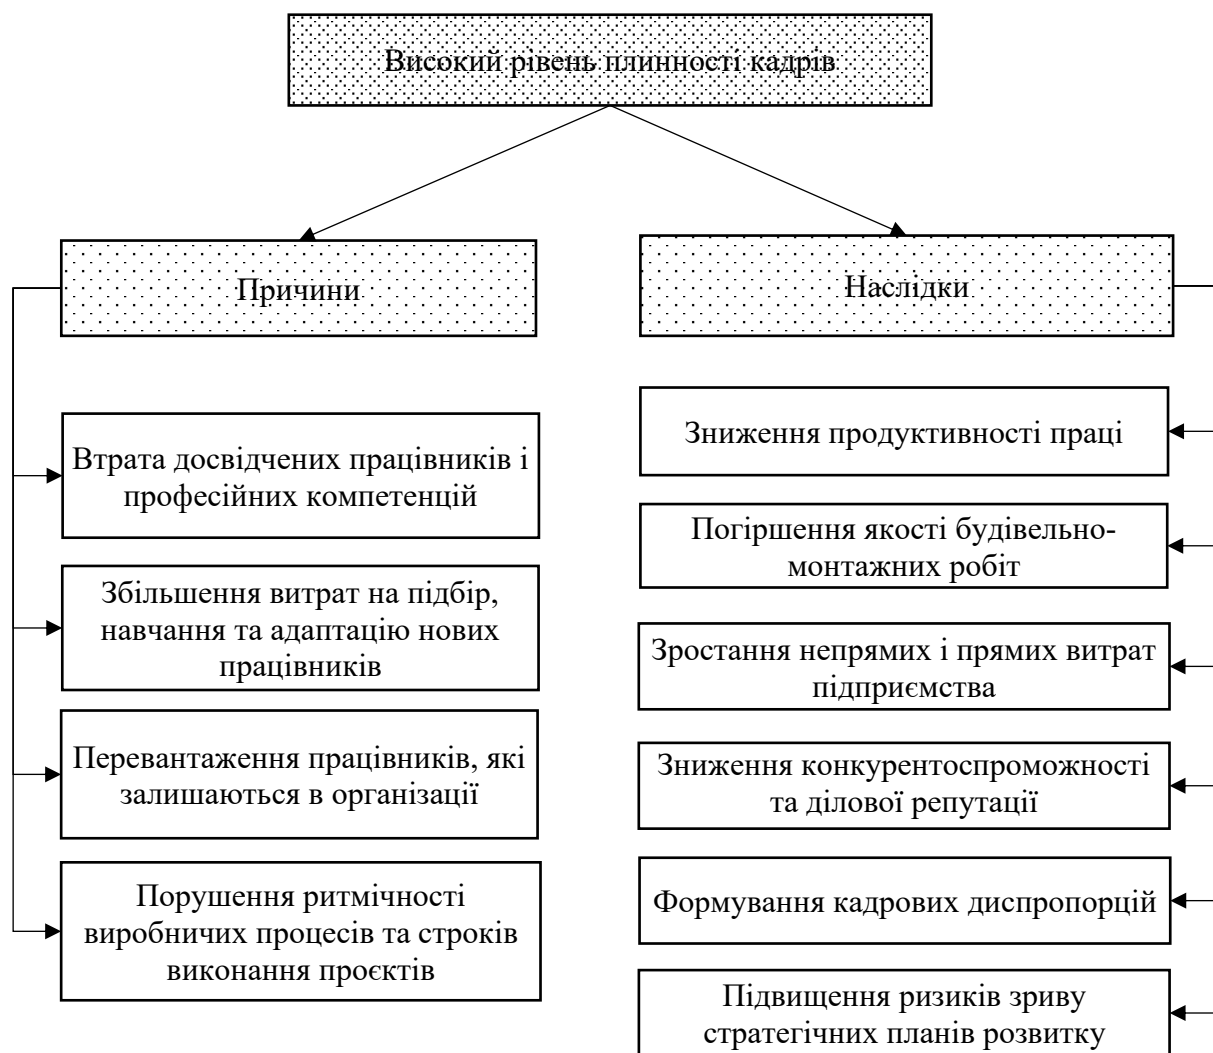 Високий рівень плинності кадрів
Причини
Втрата досвідчених працівників і
професійних компетенцій
Збільшення витрат на підбір,
навчання та адаптацію нових
працівників
Перевантаження працівників, які
залишаються в організації
Порушення ритмічності
виробничих процесів та строків
виконання проєктів
Наслідки
Зниження продуктивності праці
Погіршення якості будівельно-
монтажних робіт
Зростання непрямих і прямих витрат
підприємства
Зниження конкурентоспроможності
та ділової репутації
Формування кадрових диспропорцій
Підвищення ризиків зриву
стратегічних планів розвитку